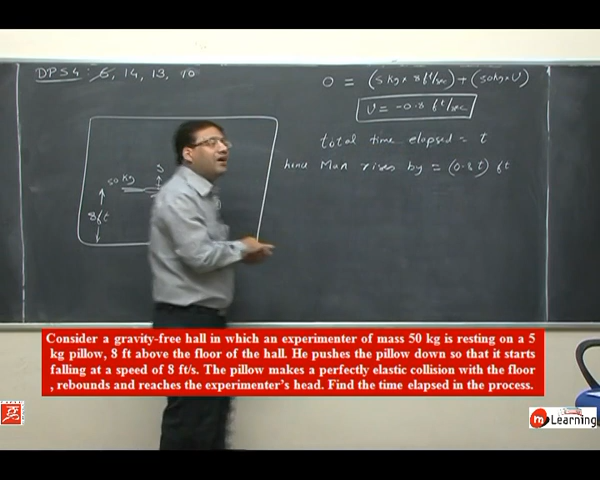 DPS4 : 6, 14, 13, 10
0 = (5 kg × 8 ft/sec) + (50kg × V)
V = -0.8 ft/sec
total time elapsed = t
hence Man rises by = (0.8 t) ft
50 kg
8ft
Consider a gravity-free hall in which an experimenter of mass 50 kg is resting on a 5
kg pillow, 8 ft above the floor of the hall. He pushes the pillow down so that it starts
falling at a speed of 8 ft/s. The pillow makes a perfectly elastic collision with the floor
, rebounds and reaches the experimenter's head. Find the time elapsed in the process.
m Learning